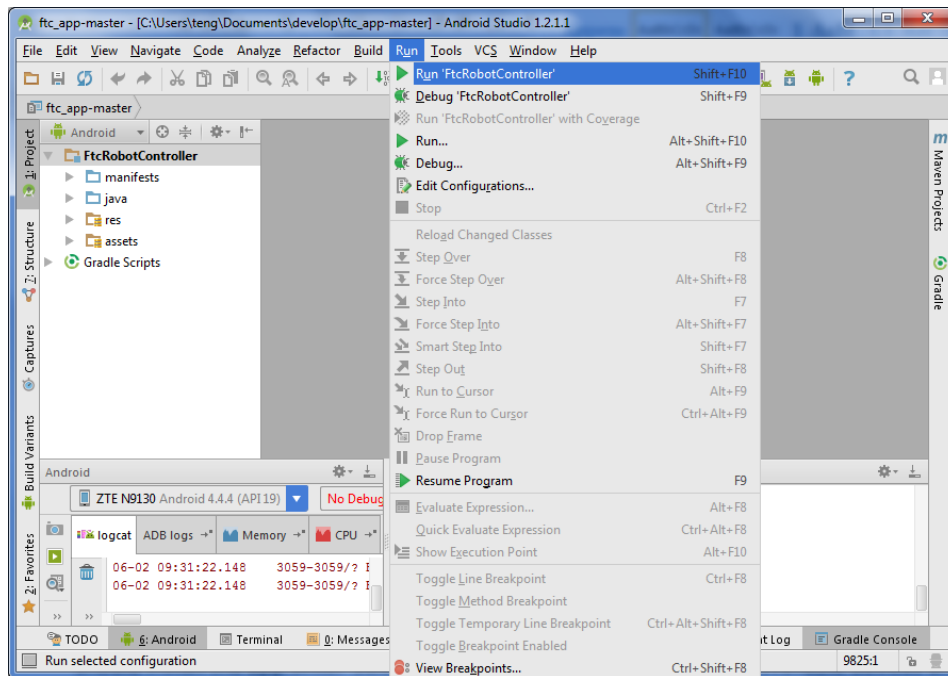 ftc_app-master - [C:\Users\teng\Documents\develop\ftc_app-master] - Android Studio 1.2.1.1
File Edit View Navigate Code Analyze Refactor Build Run Tools VCS Window Help
ftc_app-master
Android
1: Project
FtcRobotController
manifests
java
res
assets
Gradle Scripts
7: Structure
Captures
Build Variants
2: Favorites
Run 'FtcRobotController' Shift+F10
Debug 'FtcRobotController' Shift+F9
Run 'FtcRobotController' with Coverage
Run... Alt+Shift+F10
Debug... Alt+Shift+F9
Edit Configurations...
Stop Ctrl+F2
Reload Changed Classes
Step Over F8
Force Step Over Alt+Shift+F8
Step Into F7
Force Step Into Alt+Shift+F7
Smart Step Into Shift+F7
Step Out Shift+F8
Run to Cursor Alt+F9
Force Run to Cursor Ctrl+Alt+F9
Drop Frame
Pause Program
Resume Program F9
Evaluate Expression... Alt+F8
Quick Evaluate Expression Ctrl+Alt+F8
Show Execution Point Alt+F10
Toggle Line Breakpoint Ctrl+F8
Toggle Method Breakpoint
Toggle Temporary Line Breakpoint Ctrl+Alt+Shift+F8
Toggle Breakpoint Enabled
View Breakpoints... Ctrl+Shift+F8
m Maven Projects
Gradle
Android
ZTE N9130 Android 4.4.4 (API 19) No Debug
logcat ADB logs Memory CPU
06-02 09:31:22.148 3059-3059/? E
06-02 09:31:22.148 3059-3059/? E
TODO 6: Android Terminal 0: Messages nt Log Gradle Console
Run selected configuration 9825:1